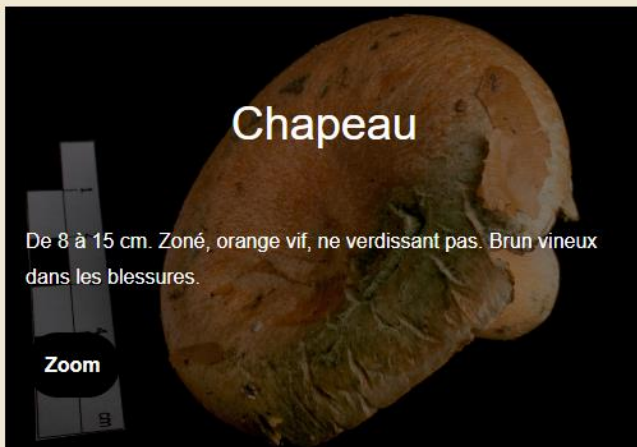 Chapeau
De 8 à 15 cm. Zoné, orange vif, ne verdissant pas. Brun vineux
dans les blessures.
Zoom